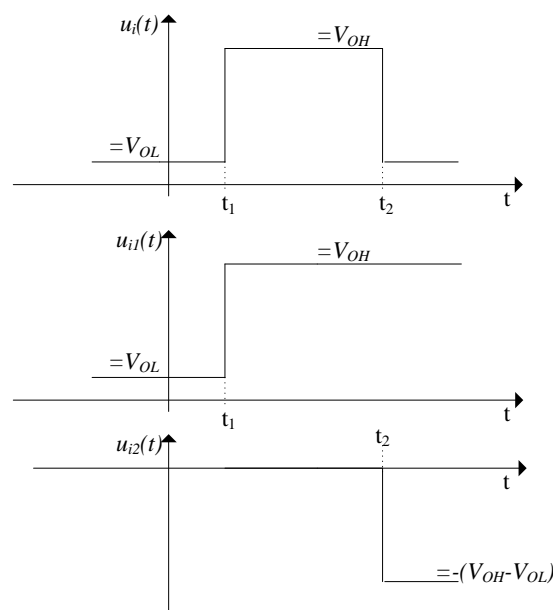 u_i(t)
=V_OH
=V_OL
t_1
t_2
t
u_i1(t)
=V_OH
=V_OL
t_1
t
u_i2(t)
t_2
t
=-(V_OH-V_OL)